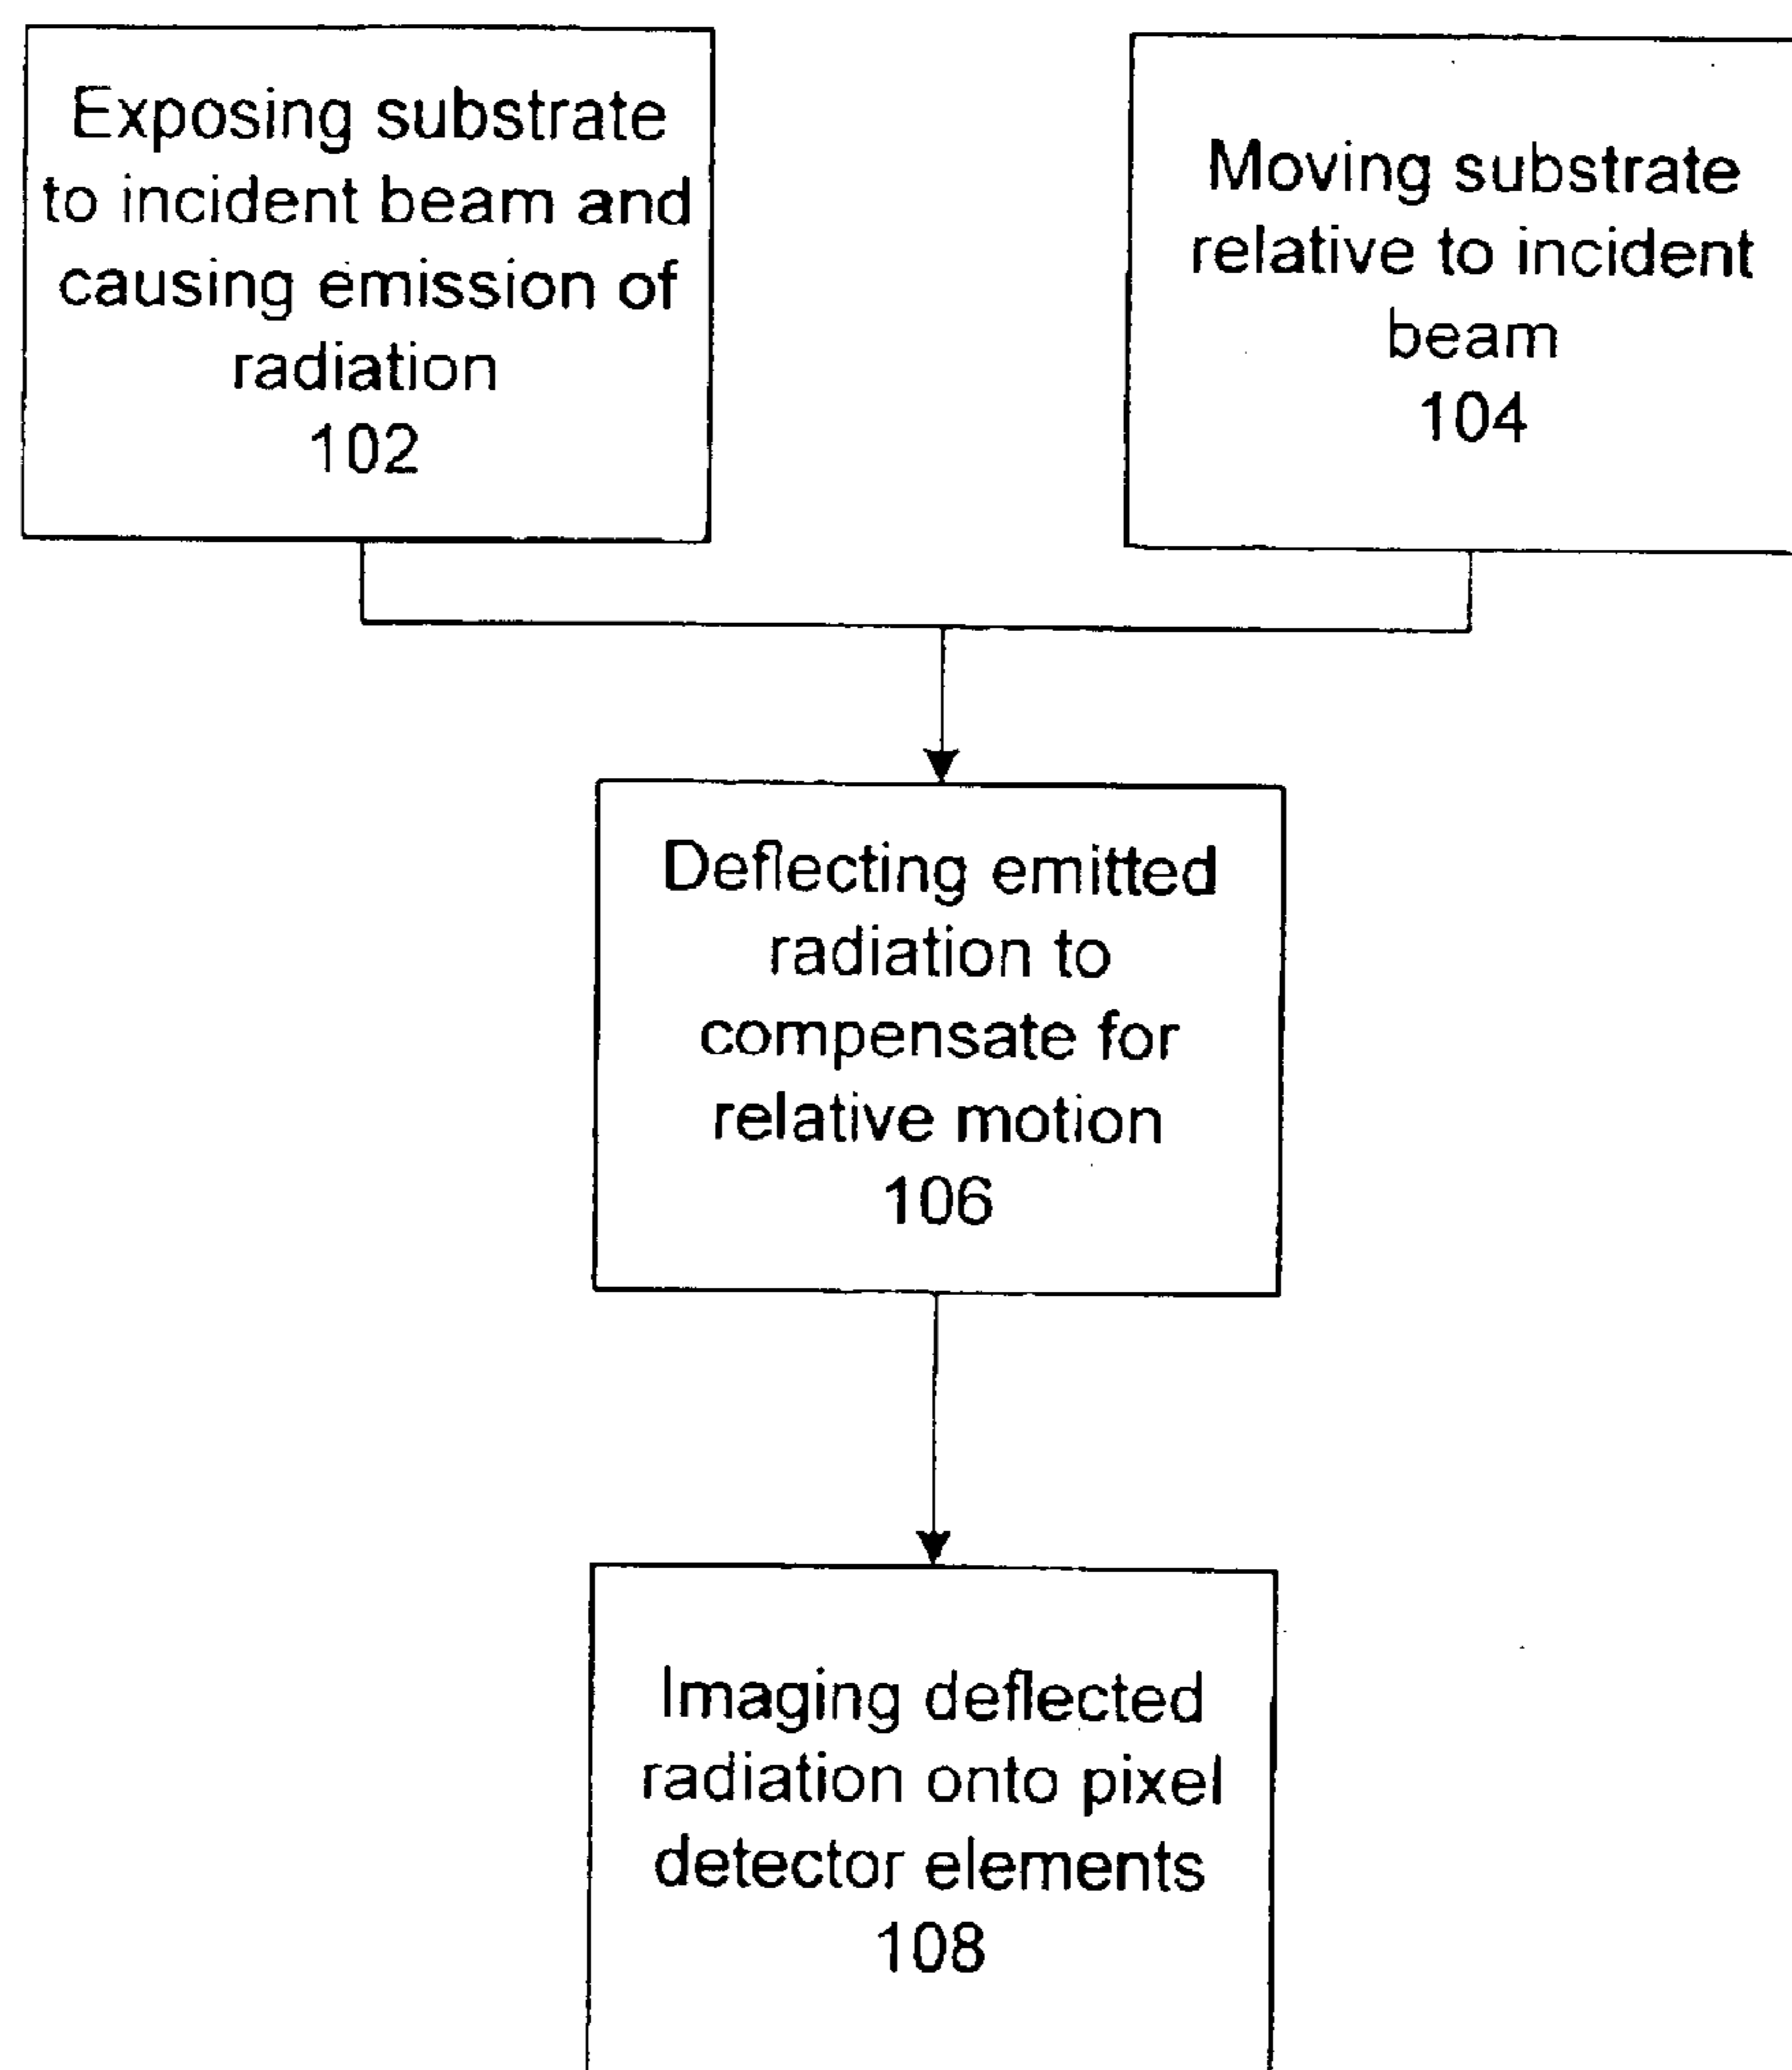 Exposing substrate
to incident beam and
causing emission of
radiation
102
Moving substrate
relative to incident
beam
104
Deflecting emitted
radiation to
compensate for
relative motion
106
Imaging deflected
radiation onto pixel
detector elements
108